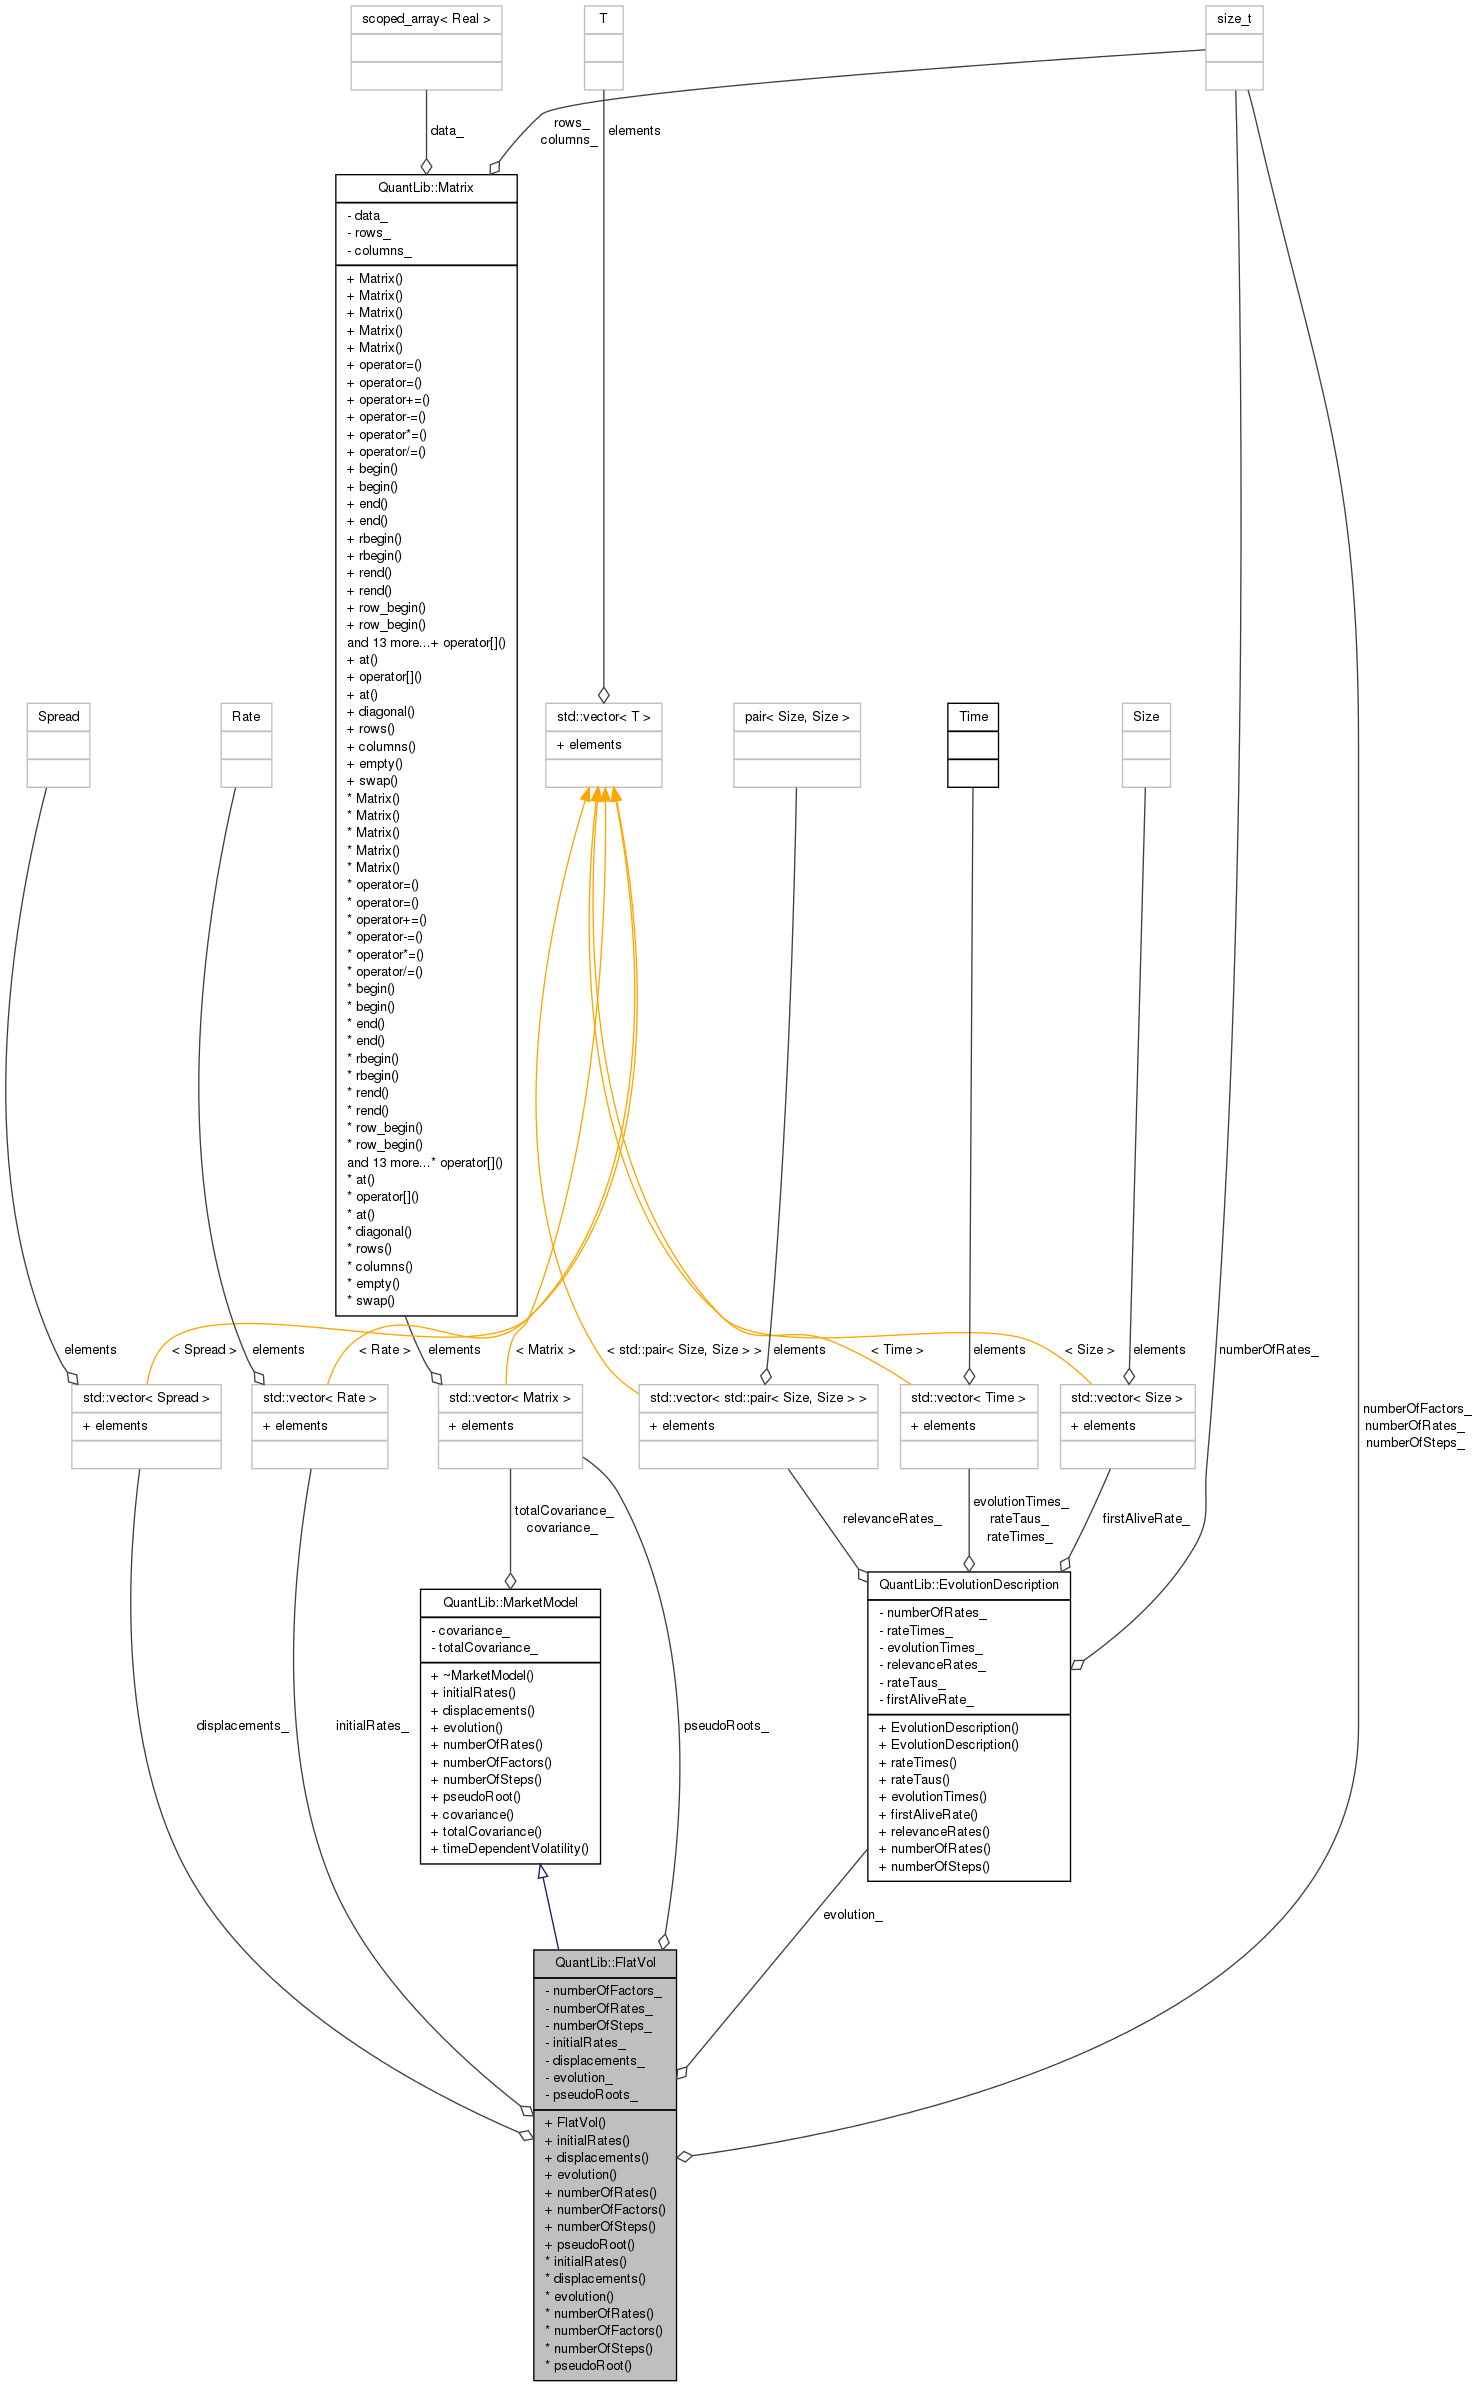 scoped_array< Real >
T
size_t
data_
rows_
columns_
elements
QuantLib::Matrix
- data_
- rows_
- columns_
+ Matrix()
+ Matrix()
+ Matrix()
+ Matrix()
+ Matrix()
+ operator=()
+ operator=()
+ operator+=()
+ operator-=()
+ operator*=()
+ operator/=()
+ begin()
+ begin()
+ end()
+ end()
+ rbegin()
+ rbegin()
+ rend()
+ rend()
+ row_begin()
+ row_begin()
and 13 more...+ operator[]()
+ at()
+ operator[]()
+ at()
+ diagonal()
+ rows()
+ columns()
+ empty()
+ swap()
* Matrix()
* Matrix()
* Matrix()
* Matrix()
* Matrix()
* operator=()
* operator=()
* operator+=()
* operator-=()
* operator*=()
* operator/=()
* begin()
* begin()
* end()
* end()
* rbegin()
* rbegin()
* rend()
* rend()
* row_begin()
* row_begin()
and 13 more...* operator[]()
* at()
* operator[]()
* at()
* diagonal()
* rows()
* columns()
* empty()
* swap()
Spread
Rate
std::vector< T >
+ elements
pair< Size, Size >
Time
Size
elements
< Spread >
elements
< Rate >
elements
< Matrix >
< std::pair< Size, Size > >
elements
< Time >
elements
< Size >
elements
numberOfRates_
std::vector< Spread >
+ elements
std::vector< Rate >
+ elements
std::vector< Matrix >
+ elements
std::vector< std::pair< Size, Size > >
+ elements
std::vector< Time >
+ elements
std::vector< Size >
+ elements
numberOfFactors_
numberOfRates_
numberOfSteps_
totalCovariance_
covariance_
relevanceRates_
evolutionTimes_
rateTaus_
rateTimes_
firstAliveRate_
QuantLib::MarketModel
- covariance_
- totalCovariance_
+ ~MarketModel()
+ initialRates()
+ displacements()
+ evolution()
+ numberOfRates()
+ numberOfFactors()
+ numberOfSteps()
+ pseudoRoot()
+ covariance()
+ totalCovariance()
+ timeDependentVolatility()
QuantLib::EvolutionDescription
- numberOfRates_
- rateTimes_
- evolutionTimes_
- relevanceRates_
- rateTaus_
- firstAliveRate_
+ EvolutionDescription()
+ EvolutionDescription()
+ rateTimes()
+ rateTaus()
+ evolutionTimes()
+ firstAliveRate()
+ relevanceRates()
+ numberOfRates()
+ numberOfSteps()
displacements_
initialRates_
pseudoRoots_
evolution_
QuantLib::FlatVol
- numberOfFactors_
- numberOfRates_
- numberOfSteps_
- initialRates_
- displacements_
- evolution_
- pseudoRoots_
+ FlatVol()
+ initialRates()
+ displacements()
+ evolution()
+ numberOfRates()
+ numberOfFactors()
+ numberOfSteps()
+ pseudoRoot()
* initialRates()
* displacements()
* evolution()
* numberOfRates()
* numberOfFactors()
* numberOfSteps()
* pseudoRoot()